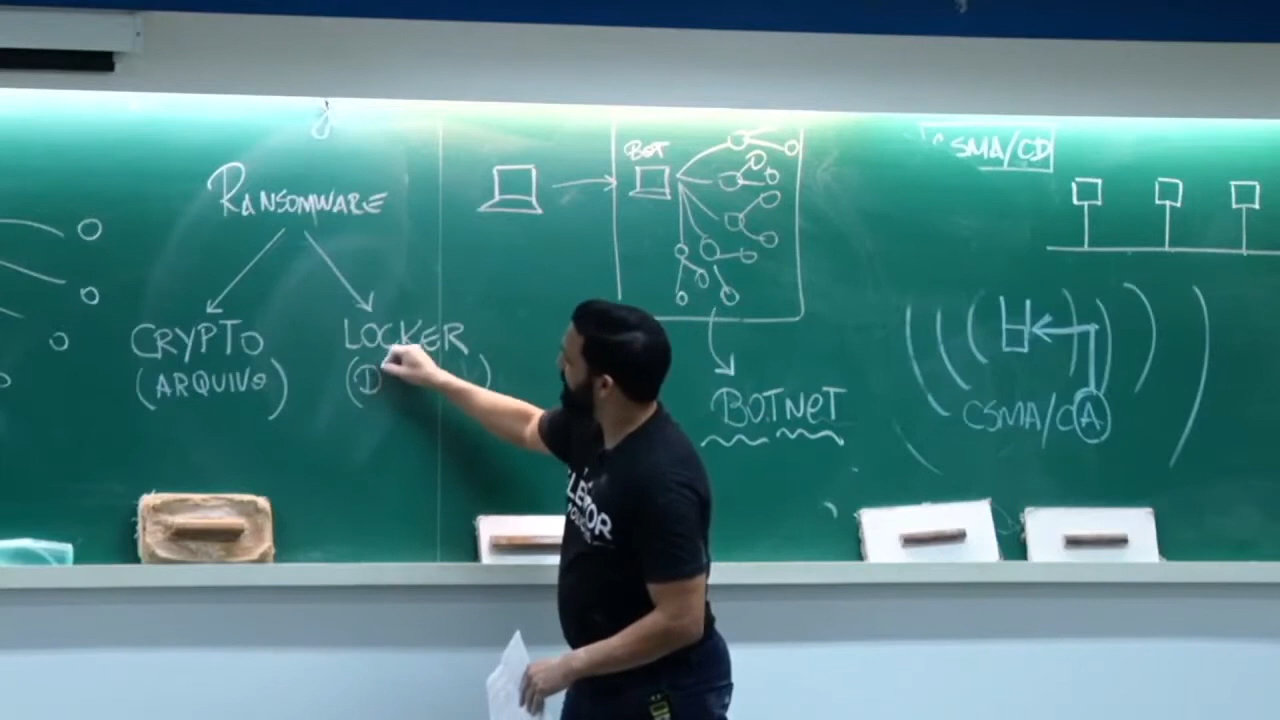 RANSOMWARE
CRYPTO
(ARQUIVO)
LOCKER
(D )
BOT
BOTNET
CSMA/CD
CSMA/CA